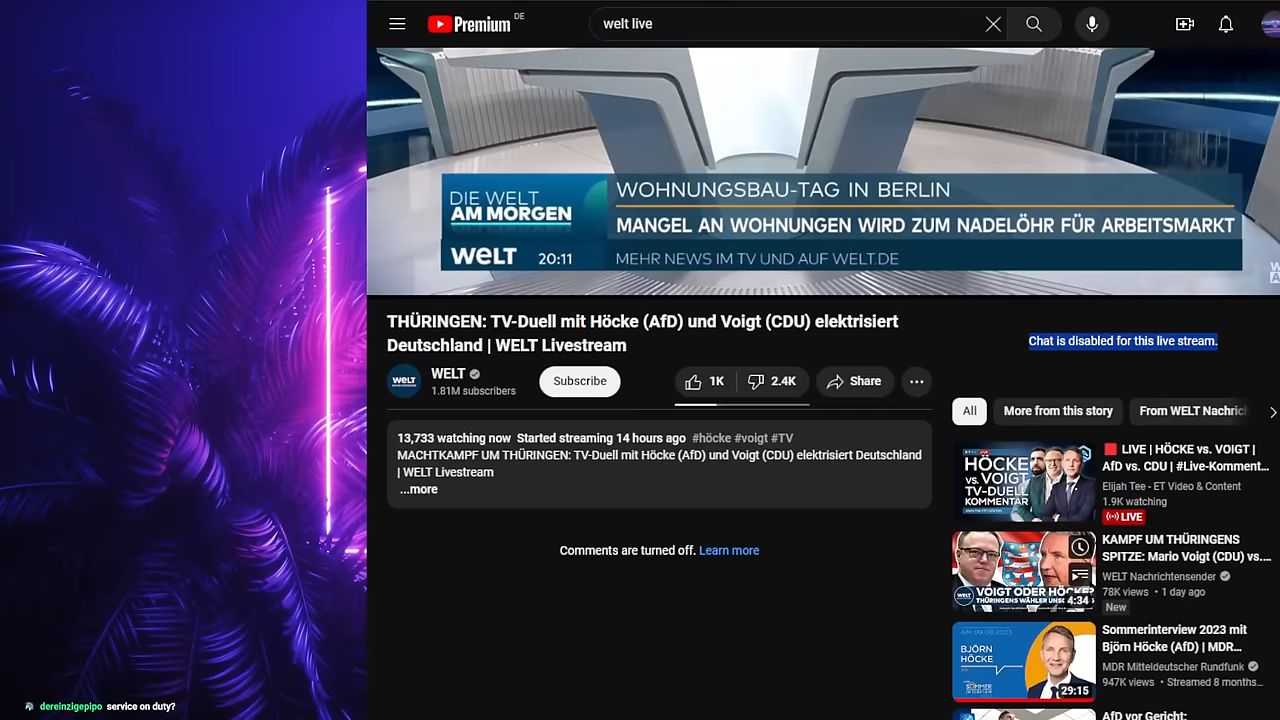 Premium DE
welt live
DIE WELT
AM MORGEN
WOHNUNGSBAU-TAG IN BERLIN
MANGEL AN WOHNUNGEN WIRD ZUM NADELÖHR FÜR ARBEITSMARKT
WELT 20:11 MEHR NEWS IM TV UND AUF WELT.DE
THÜRINGEN: TV-Duell mit Höcke (AfD) und Voigt (CDU) elektrisiert
Deutschland | WELT Livestream
WELT
1.81M subscribers
Subscribe
1K
2.4K
Share
13,733 watching now Started streaming 14 hours ago #höcke #voigt #TV
MACHTKAMPF UM THÜRINGEN: TV-Duell mit Höcke (AfD) und Voigt (CDU) elektrisiert Deutschland
| WELT Livestream
...more
Comments are turned off. Learn more
Chat is disabled for this live stream.
All
More from this story
From WELT Nachric
HÖCKE
VS. VOIGT
TV-DUELL
KOMMENTAR
LIVE | HÖCKE vs. VOIGT |
AfD vs. CDU | #Live-Komment...
Elijah Tee - ET Video & Content
1.9K watching
LIVE
VOIGT ODER HÖCKE?
4:34
KAMPF UM THÜRINGENS
SPITZE: Mario Voigt (CDU) vs....
WELT Nachrichtensender
78K views • 1 day ago
New
AM 09.08.2023
BJÖRN
HÖCKE
29:15
Sommerinterview 2023 mit
Björn Höcke (AfD) | MDR...
MDR Mitteldeutscher Rundfunk
947K views • Streamed 8 months...
AfD vor Gericht:
dereinzigepipo service on duty?